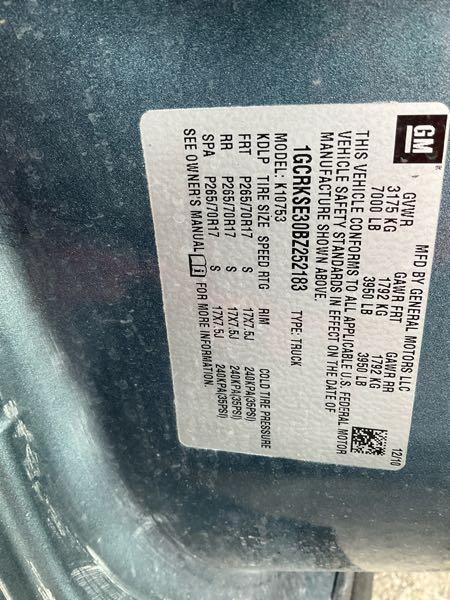 GM
MFD BY GENERAL MOTORS LLC 12/10
GVWR GAWR FRT GAWR RR
3175 KG 1792 KG 1792 KG
7000 LB 3950 LB 3950 LB
THIS VEHICLE CONFORMS TO ALL APPLICABLE U.S. FEDERAL MOTOR
VEHICLE SAFETY STANDARDS IN EFFECT ON THE DATE OF
MANUFACTURE SHOWN ABOVE.
1GCRKSE30BZ252183 TYPE: TRUCK
MODEL: K10753
KDLP TIRE SIZE SPEED RTG RIM COLD TIRE PRESSURE
FRT P265/70R17 S 17X7.5J 240KPA(35PSI)
RR P265/70R17 S 17X7.5J 240KPA(35PSI)
SPA P265/70R17 S 17X7.5J 240KPA(35PSI)
SEE OWNER'S MANUAL FOR MORE INFORMATION